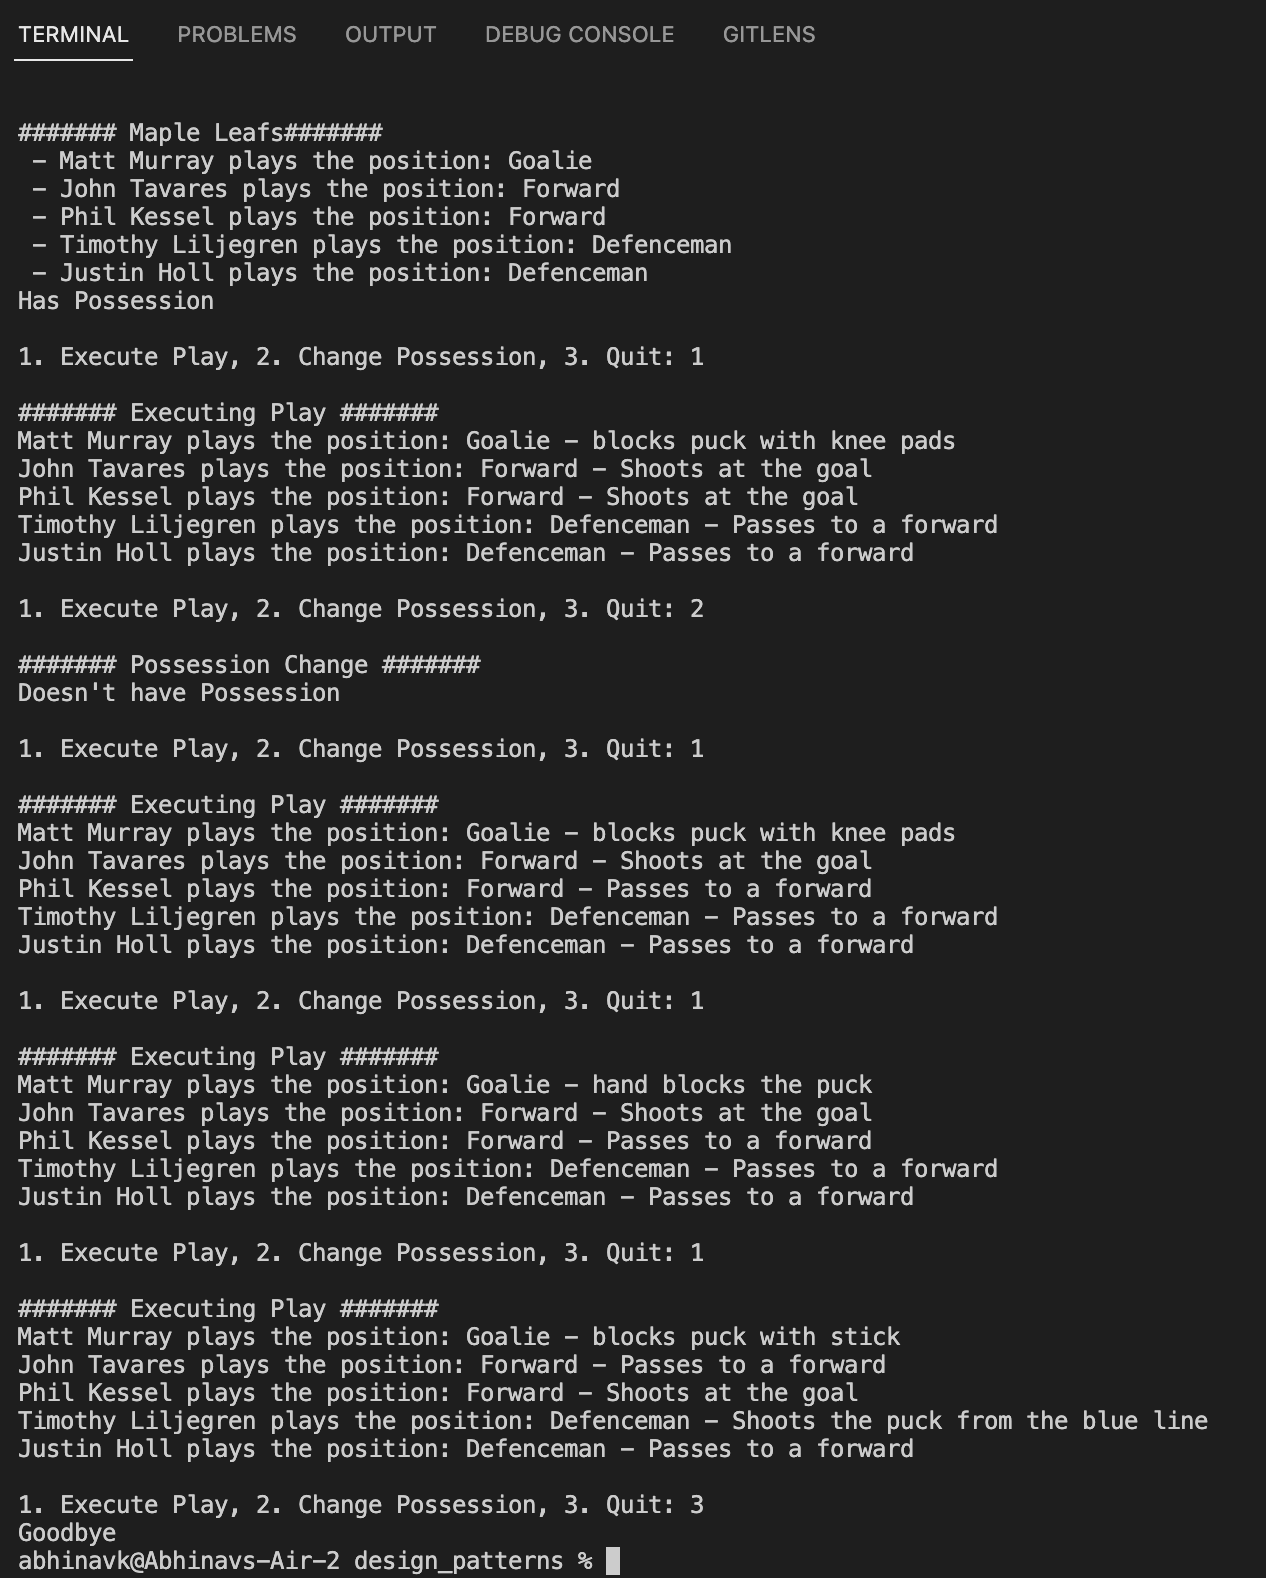 TERMINAL PROBLEMS OUTPUT DEBUG CONSOLE GITLENS
####### Maple Leafs#######
- Matt Murray plays the position: Goalie
- John Tavares plays the position: Forward
- Phil Kessel plays the position: Forward
- Timothy Liljegren plays the position: Defenceman
- Justin Holl plays the position: Defenceman
Has Possession
1. Execute Play, 2. Change Possession, 3. Quit: 1
####### Executing Play #######
Matt Murray plays the position: Goalie - blocks puck with knee pads
John Tavares plays the position: Forward - Shoots at the goal
Phil Kessel plays the position: Forward - Shoots at the goal
Timothy Liljegren plays the position: Defenceman - Passes to a forward
Justin Holl plays the position: Defenceman - Passes to a forward
1. Execute Play, 2. Change Possession, 3. Quit: 2
####### Possession Change #######
Doesn't have Possession
1. Execute Play, 2. Change Possession, 3. Quit: 1
####### Executing Play #######
Matt Murray plays the position: Goalie - blocks puck with knee pads
John Tavares plays the position: Forward - Shoots at the goal
Phil Kessel plays the position: Forward - Passes to a forward
Timothy Liljegren plays the position: Defenceman - Passes to a forward
Justin Holl plays the position: Defenceman - Passes to a forward
1. Execute Play, 2. Change Possession, 3. Quit: 1
####### Executing Play #######
Matt Murray plays the position: Goalie - hand blocks the puck
John Tavares plays the position: Forward - Shoots at the goal
Phil Kessel plays the position: Forward - Passes to a forward
Timothy Liljegren plays the position: Defenceman - Passes to a forward
Justin Holl plays the position: Defenceman - Passes to a forward
1. Execute Play, 2. Change Possession, 3. Quit: 1
####### Executing Play #######
Matt Murray plays the position: Goalie - blocks puck with stick
John Tavares plays the position: Forward - Passes to a forward
Phil Kessel plays the position: Forward - Shoots at the goal
Timothy Liljegren plays the position: Defenceman - Shoots the puck from the blue line
Justin Holl plays the position: Defenceman - Passes to a forward
1. Execute Play, 2. Change Possession, 3. Quit: 3
Goodbye
abhinavk@Abhinavs-Air-2 design_patterns %